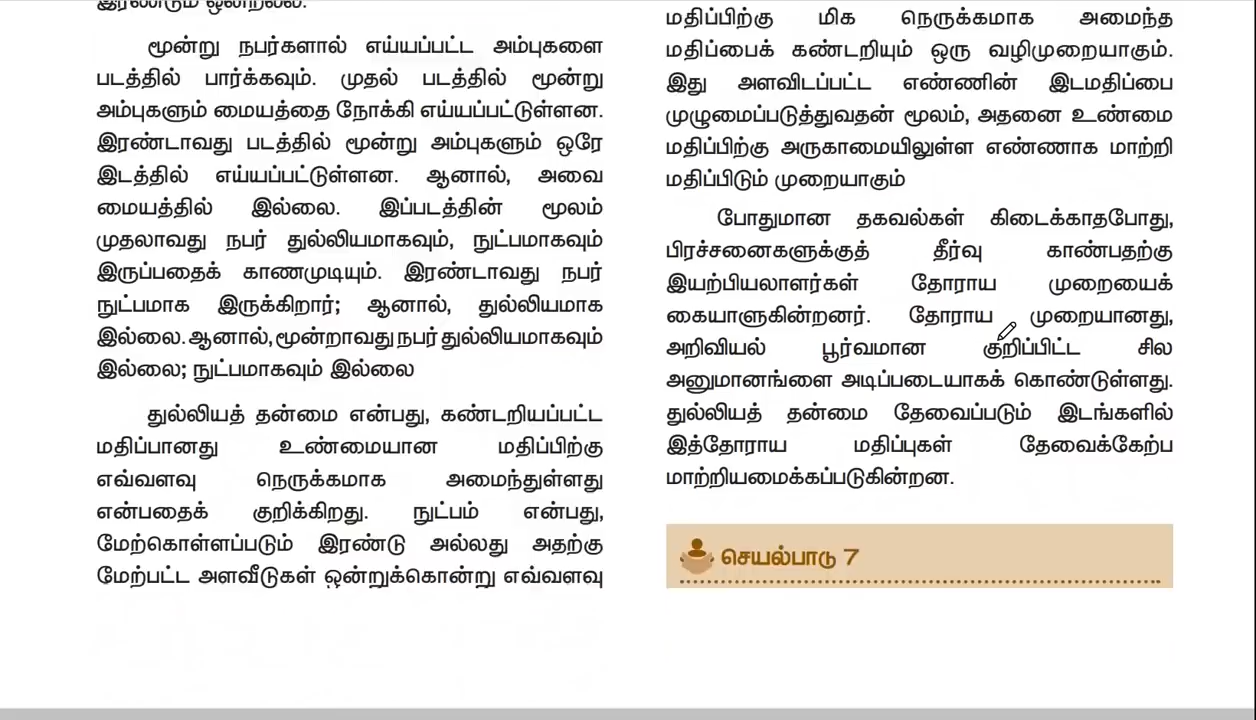 இரண்டும் ஒன்றல்ல.
மூன்று நபர்களால் எய்யப்பட்ட அம்புகளை
படத்தில் பார்க்கவும். முதல் படத்தில் மூன்று
அம்புகளும் மையத்தை நோக்கி எய்யப்பட்டுள்ளன.
இரண்டாவது படத்தில் மூன்று அம்புகளும் ஒரே
இடத்தில் எய்யப்பட்டுள்ளன. ஆனால், அவை
மையத்தில் இல்லை. இப்படத்தின் மூலம்
முதலாவது நபர் துல்லியமாகவும், நுட்பமாகவும்
இருப்பதைக் காணமுடியும். இரண்டாவது நபர்
நுட்பமாக இருக்கிறார்; ஆனால், துல்லியமாக
இல்லை. ஆனால், மூன்றாவது நபர் துல்லியமாகவும்
இல்லை; நுட்பமாகவும் இல்லை
துல்லியத் தன்மை என்பது, கண்டறியப்பட்ட
மதிப்பானது உண்மையான மதிப்பிற்கு
எவ்வளவு நெருக்கமாக அமைந்துள்ளது
என்பதைக் குறிக்கிறது. நுட்பம் என்பது,
மேற்கொள்ளப்படும் இரண்டு அல்லது அதற்கு
மேற்பட்ட அளவீடுகள் ஒன்றுக்கொன்று எவ்வளவு
மதிப்பிற்கு மிக நெருக்கமாக அமைந்த
மதிப்பைக் கண்டறியும் ஒரு வழிமுறையாகும்.
இது அளவிடப்பட்ட எண்ணின் இடமதிப்பை
முழுமைப்படுத்துவதன் மூலம், அதனை உண்மை
மதிப்பிற்கு அருகாமையிலுள்ள எண்ணாக மாற்றி
மதிப்பிடும் முறையாகும்
போதுமான தகவல்கள் கிடைக்காதபோது,
பிரச்சனைகளுக்குத் தீர்வு காண்பதற்கு
இயற்பியலாளர்கள் தோராய முறையைக்
கையாளுகின்றனர். தோராய முறையானது,
அறிவியல் பூர்வமான குறிப்பிட்ட சில
அனுமானங்ளை அடிப்படையாகக் கொண்டுள்ளது.
துல்லியத் தன்மை தேவைப்படும் இடங்களில்
இத்தோராய மதிப்புகள் தேவைக்கேற்ப
மாற்றியமைக்கப்படுகின்றன.
செயல்பாடு 7